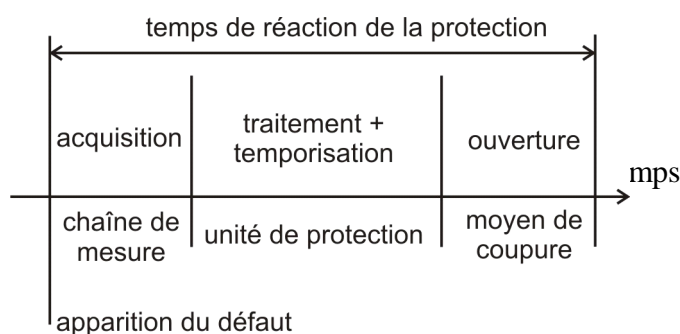 temps de réaction de la protection
acquisition
traitement +
temporisation
ouverture
mps
chaîne de
mesure
unité de protection
moyen de
coupure
apparition du défaut